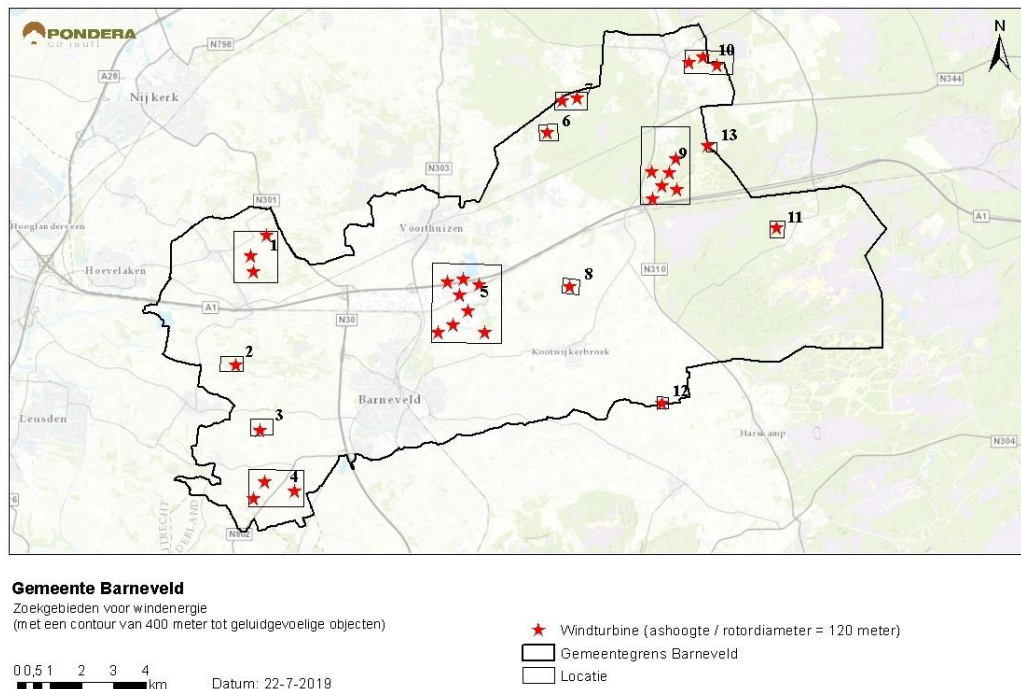 PONDERA
consult
N
N798
10
A28
N344
Nijkerk
7
6
13
N303
9
N301
A1
Hooglanderveen
1
Voorthuizen
11
Hoevelaken
8
N310
5
A1
N30
2
Kootwijkerbroek
Barneveld
12
Leusden
3
Harskamp
N304
4
UTRECHT
N802
Gemeente Barneveld
Zoekgebieden voor windenergie
(met een contour van 400 meter tot geluidgevoelige objecten)
Windturbine (ashoogte / rotordiameter = 120 meter)
Gemeentegrens Barneveld
Locatie
0 0,5 1 2 3 4
km
Datum: 22-7-2019